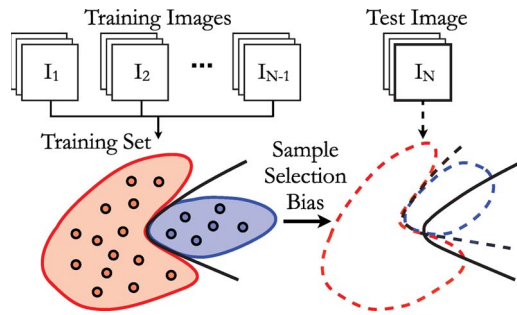 Training Images
Test Image
I1
I2
...
IN-1
IN
Training Set
Sample
Selection
Bias